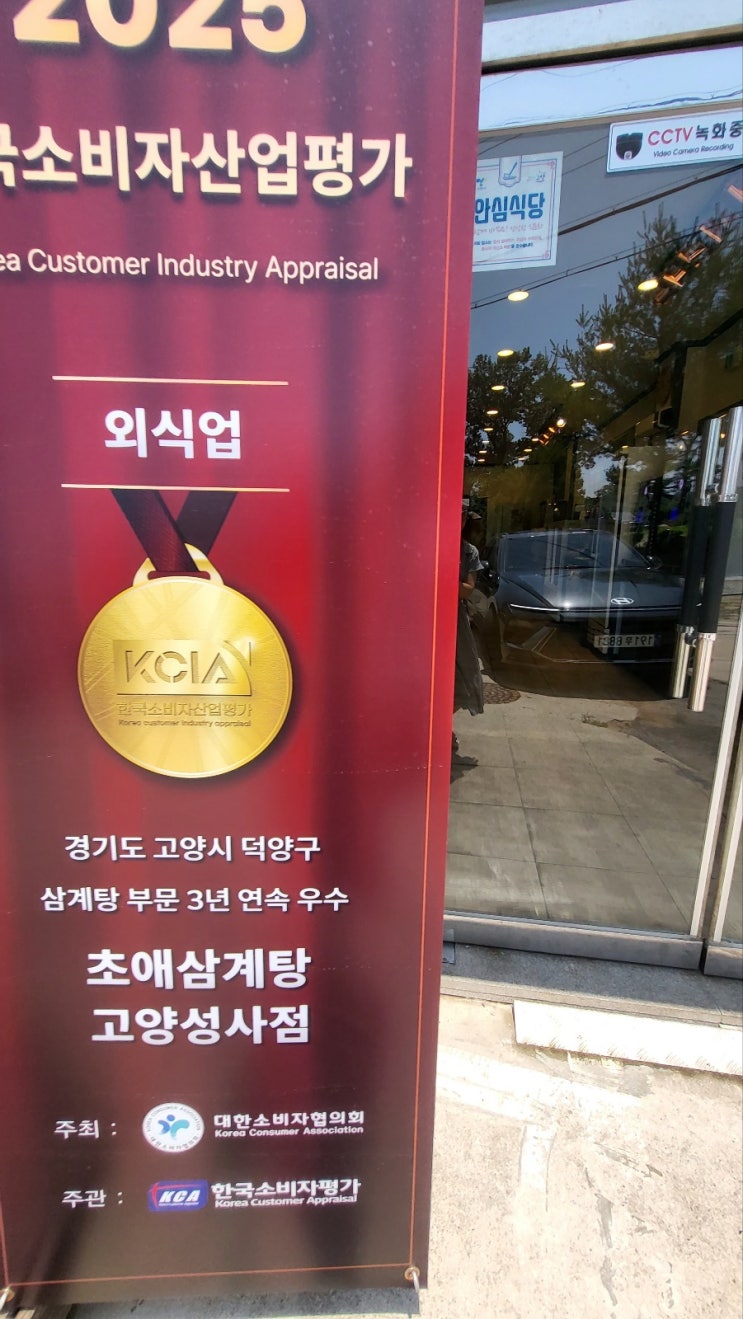 2025
국소비자산업평가
ea Customer Industry Appraisal
외식업
KCIA
한국소비자산업평가
Korea customer industry appraisal
경기도 고양시 덕양구
삼계탕 부문 3년 연속 우수
초애삼계탕
고양성사점
주최 :
대한소비자협의회
Korea Consumer Association
주관 :
KCA
한국소비자평가
Korea Customer Appraisal
안심식당
CCTV 녹화중
Video Camera Recording